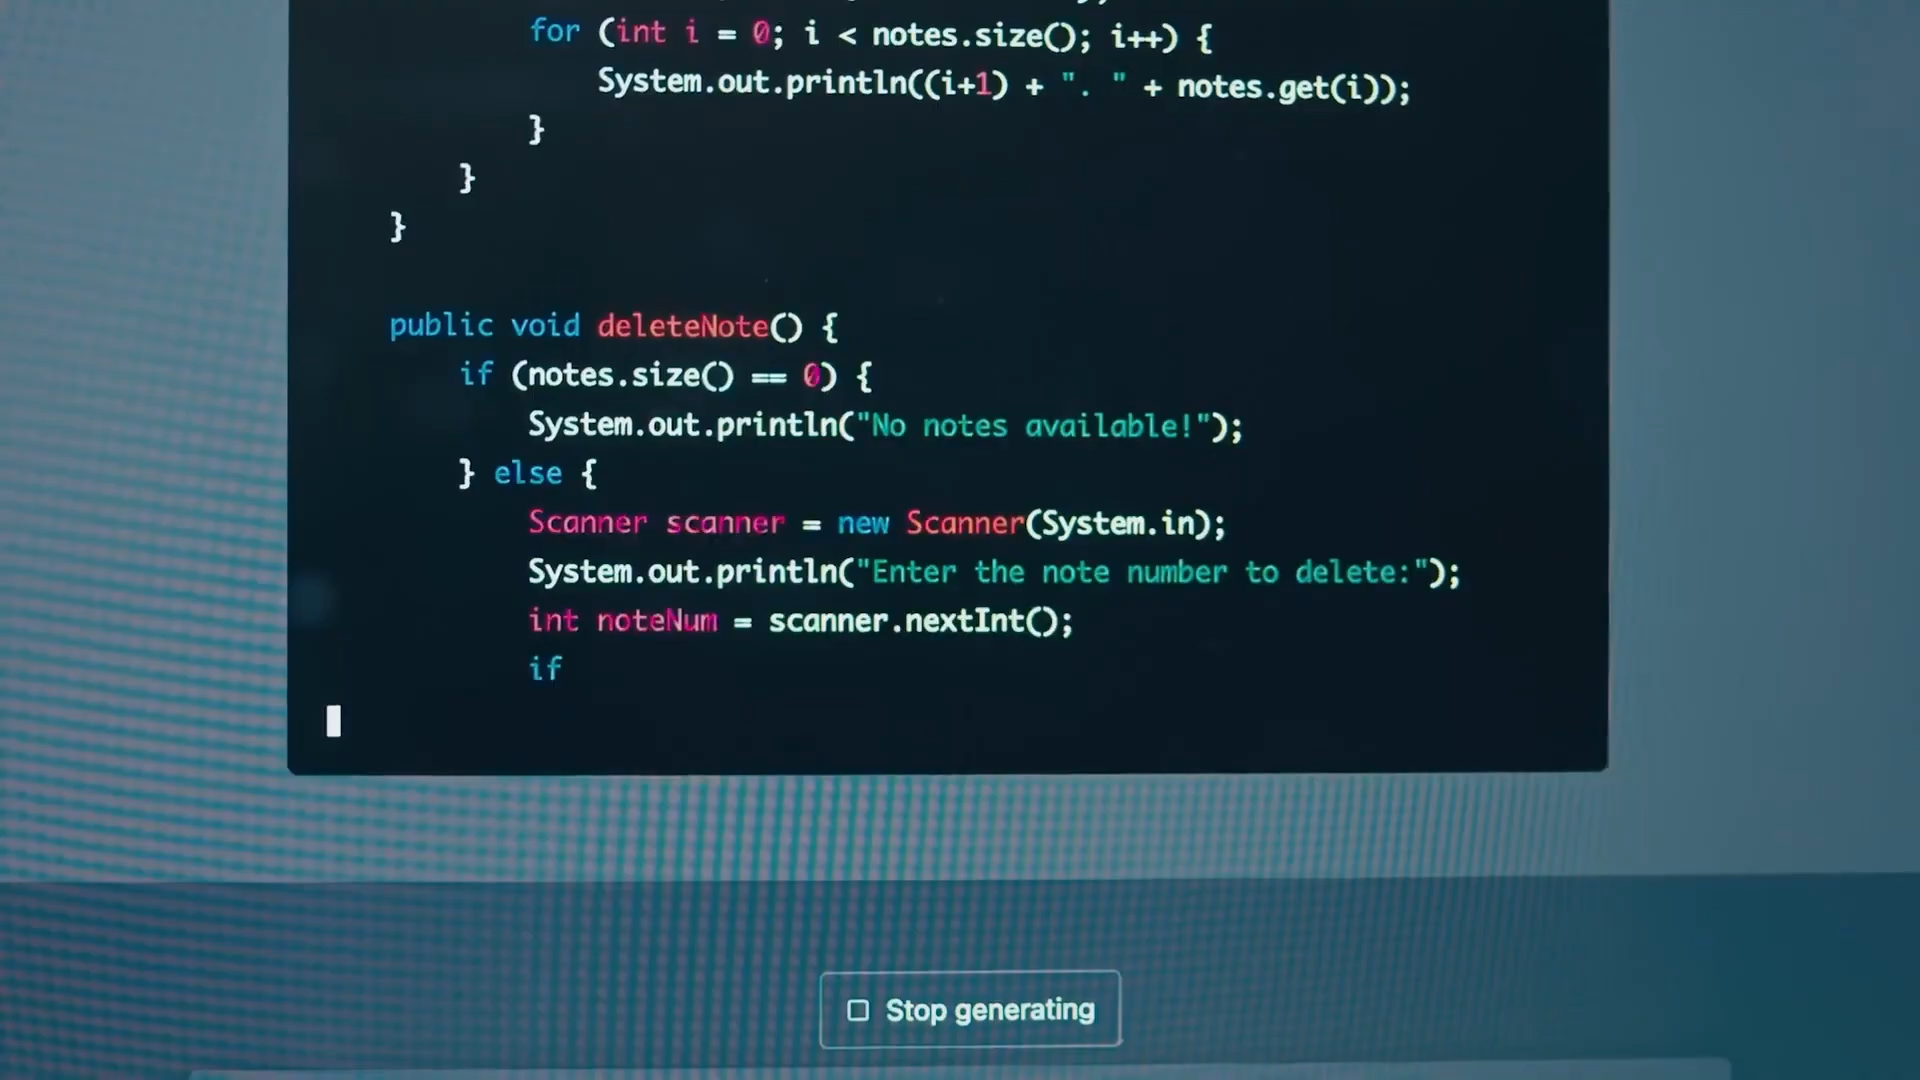 for (int i = 0; i < notes.size(); i++) {
System.out.println((i+1) + ". " + notes.get(i));
}
}
}
public void deleteNote() {
if (notes.size() == 0) {
System.out.println("No notes available!");
} else {
Scanner scanner = new Scanner(System.in);
System.out.println("Enter the note number to delete:");
int noteNum = scanner.nextInt();
if
Stop generating